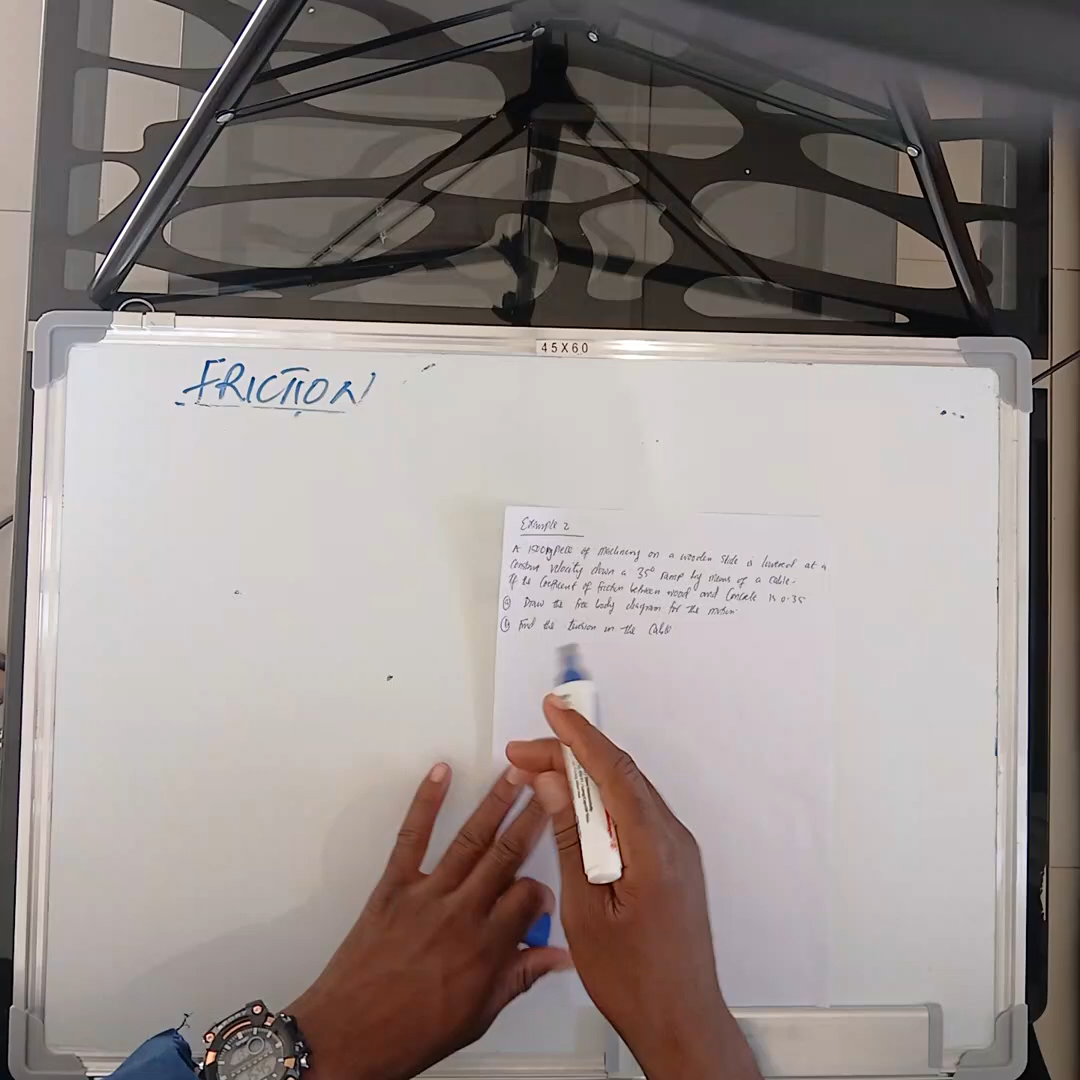 45X60
FRICTION
Example 2
A 1500kg piece of machinery on a wooden slide is lowered at a
constant velocity down a 35° ramp by means of a cable.
If the coefficient of friction between wood and concrete is 0.35
(a) Draw the free body diagram for the motion.
(b) Find the tension in the cable